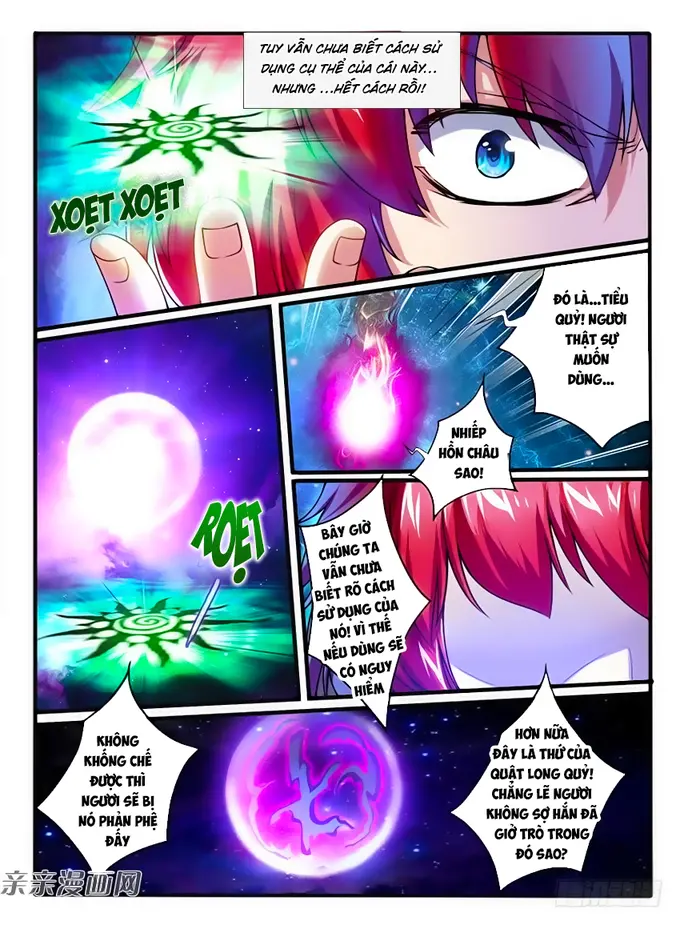 TUY VẪN CHƯA BIẾT CÁCH SỬ
DỤNG CỤ THỂ CỦA CÁI NÀY...
NHƯNG ...HẾT CÁCH RỒI!
XOẸT XOẸT
ĐÓ LÀ...TIỂU
QUỶ! NGƯƠI
THẬT SỰ
MUỐN
DÙNG...
NHIẾP
HỒN CHÂU
SAO!
ROẸT
BÂY GIỜ
CHÚNG TA
VẪN CHƯA
BIẾT RÕ CÁCH
SỬ DỤNG CỦA
NÓ! VÌ THẾ
NẾU DÙNG SẼ
CÓ NGUY
HIỂM
KHÔNG
KHỐNG CHẾ
ĐƯỢC THÌ
NGƯƠI SẼ BỊ
NÓ PHẢN PHỆ
ĐẤY
HƠN NỮA
ĐÂY LÀ THỨ CỦA
QUẬT LONG QUỶ!
CHẲNG LẼ NGƯƠI
KHÔNG SỢ HẮN ĐÃ
GIỞ TRÒ TRONG
ĐÓ SAO?
亲亲漫画网